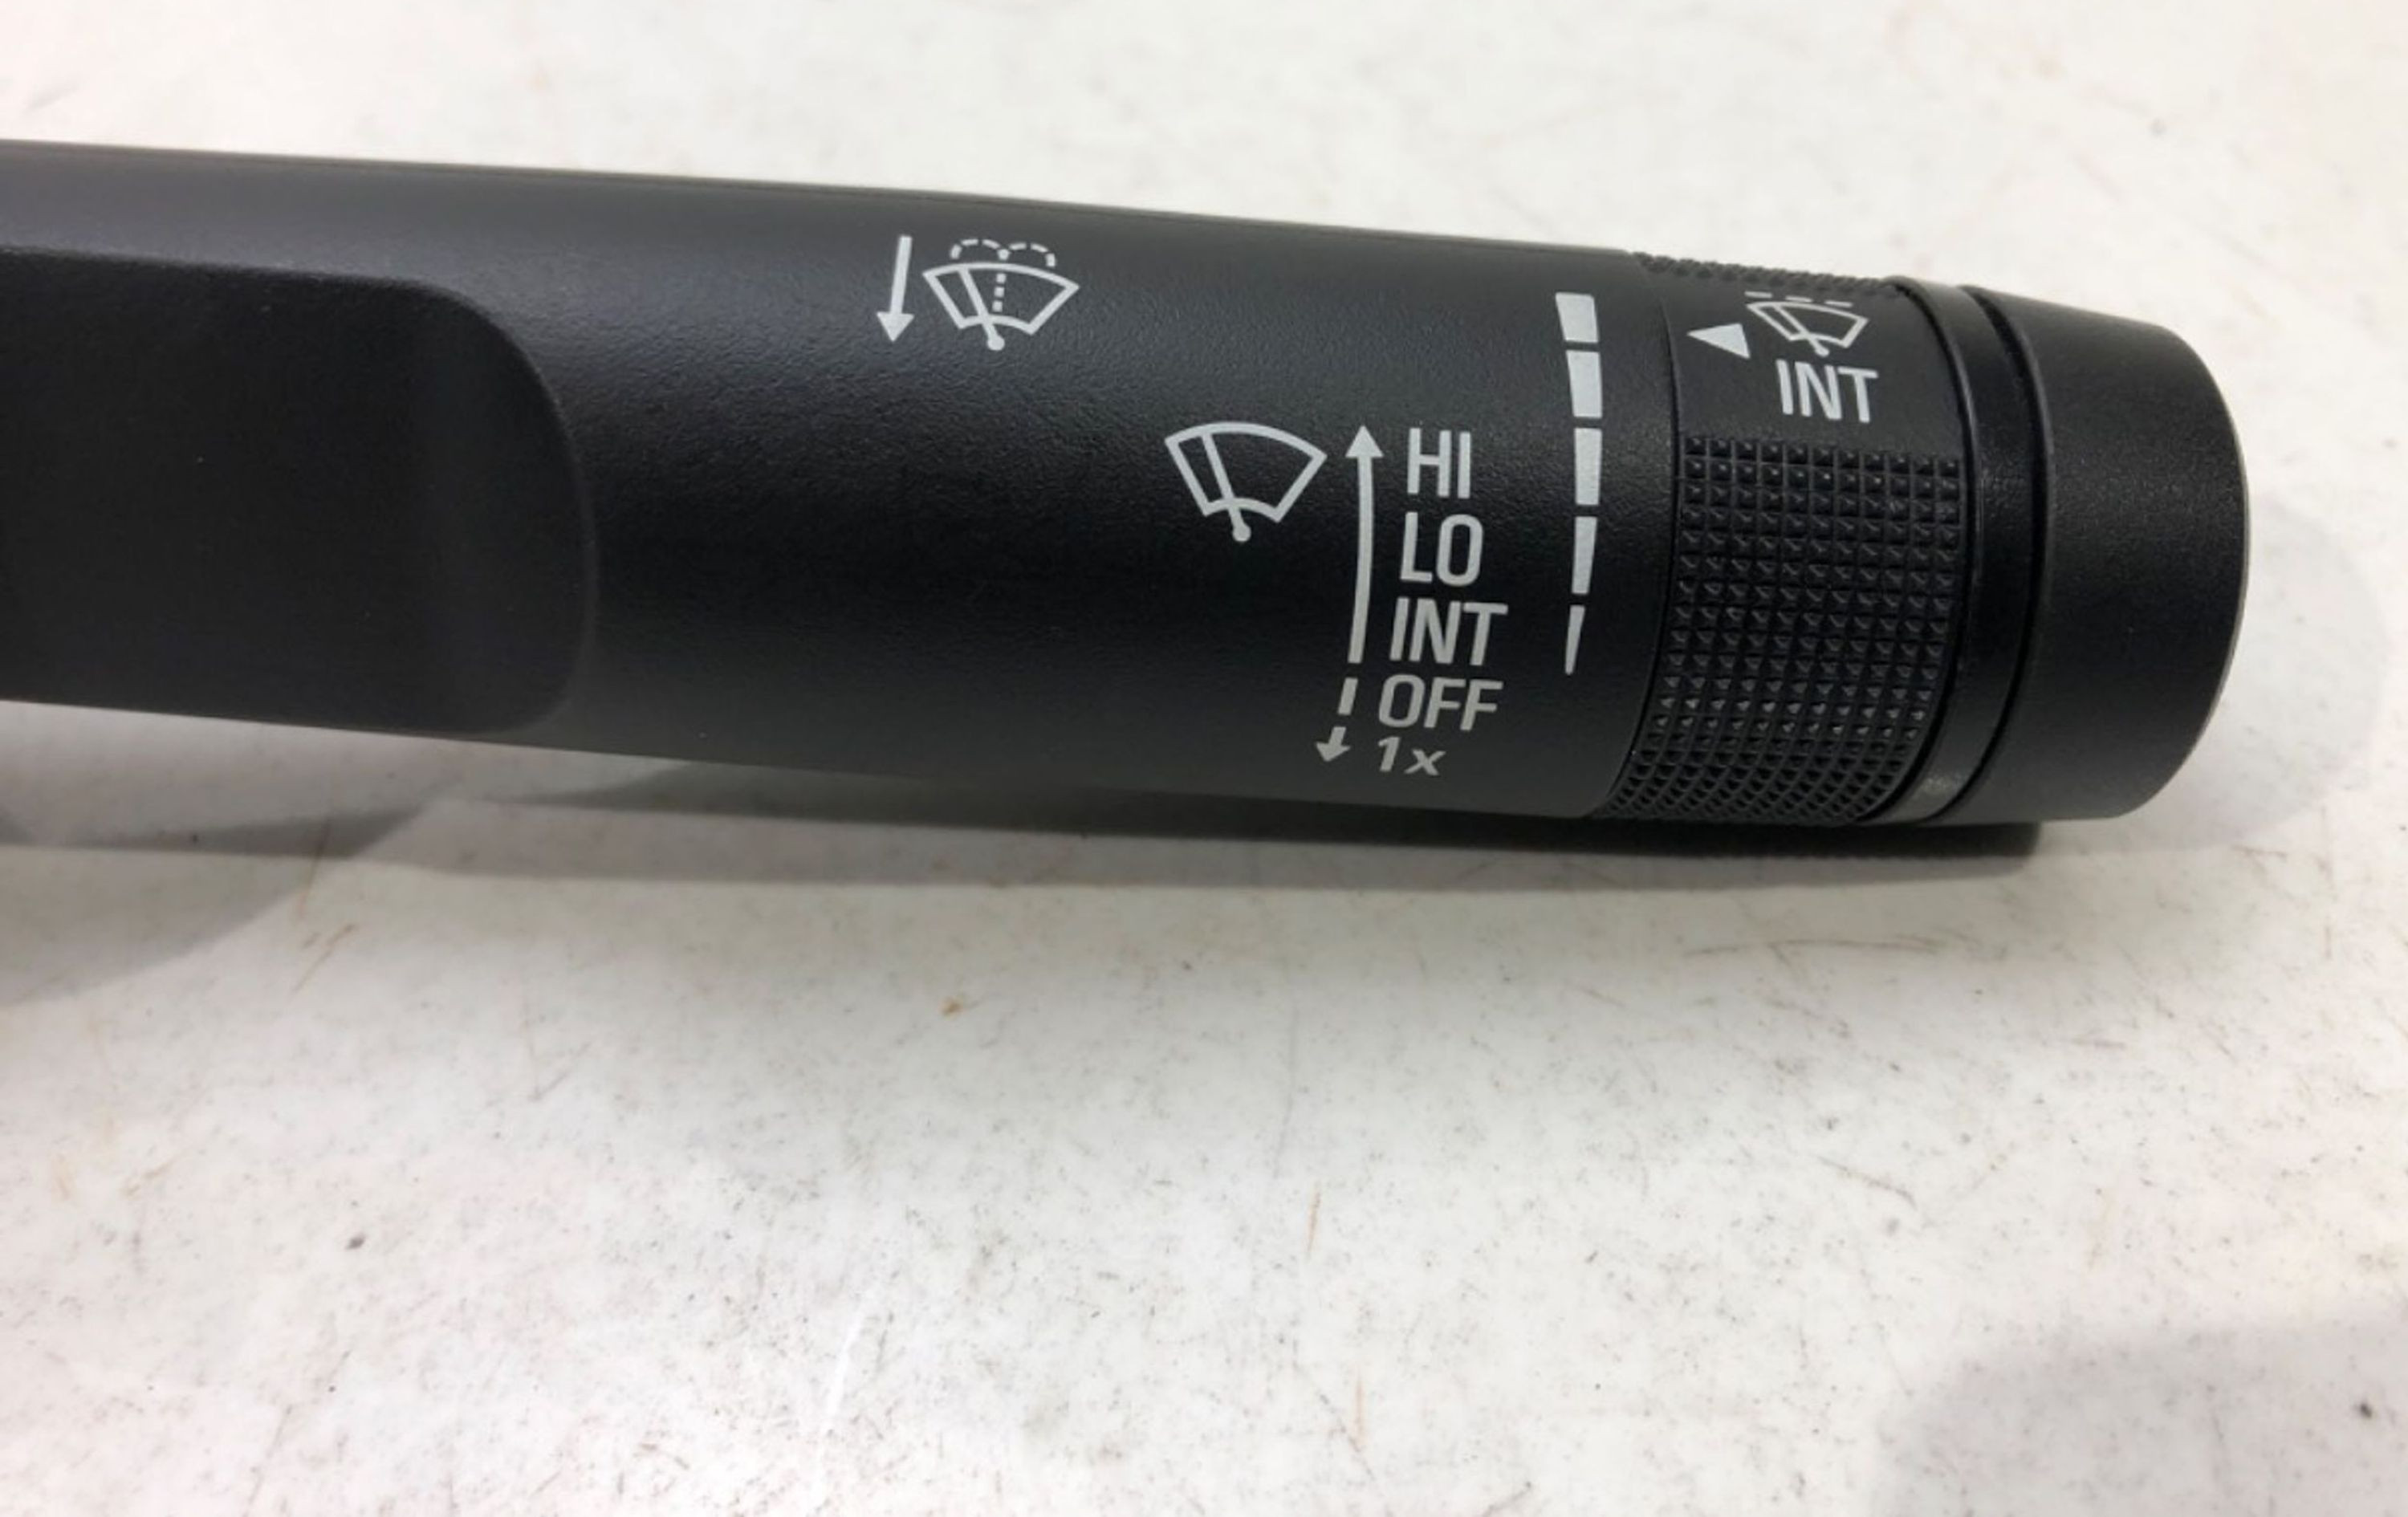 INT
HI
LO
INT
OFF
1x